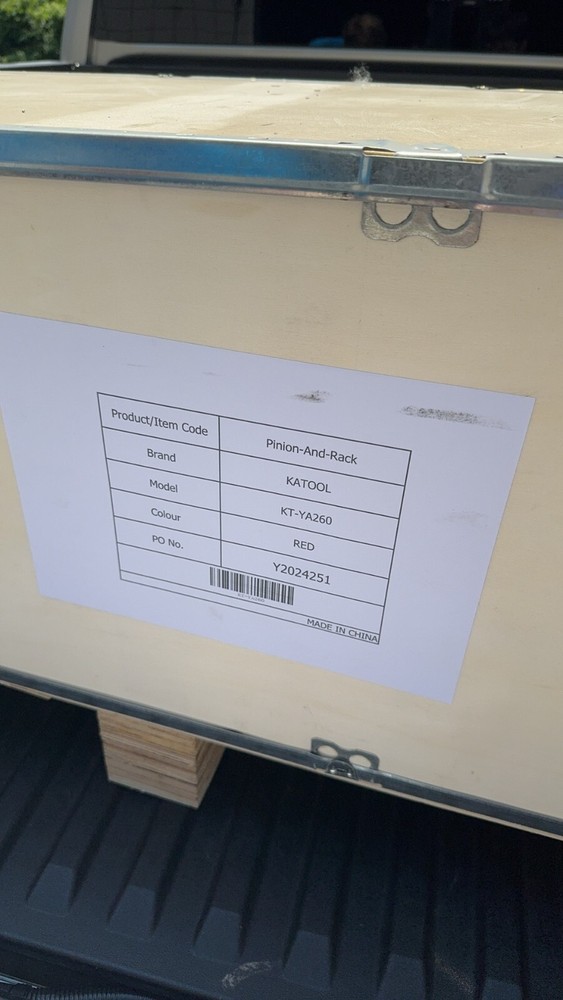 Product/Item Code Pinion-And-Rack
Brand KATOOL
Model KT-YA260
Colour RED
PO No. Y2024251
MADE IN CHINA